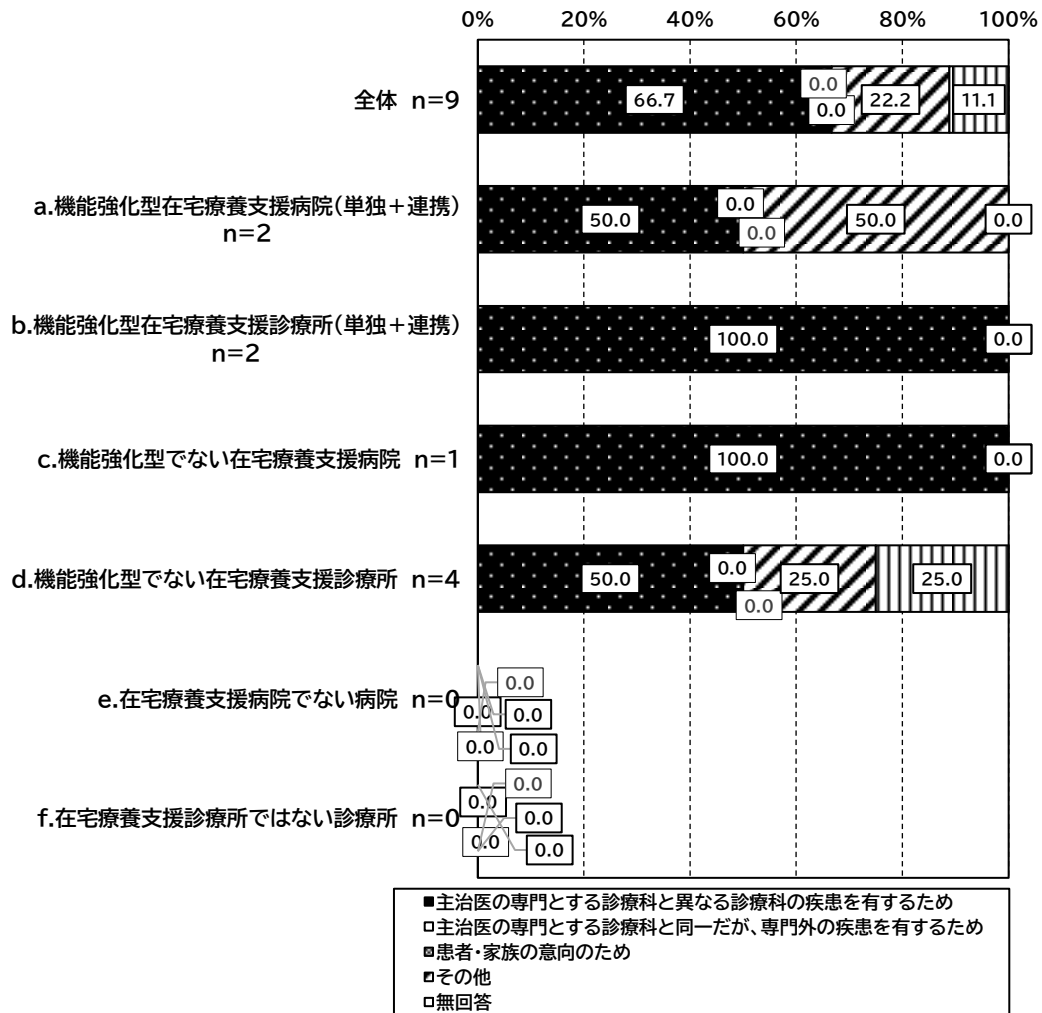 0% 20% 40% 60% 80% 100%
全体 n=9
66.7 0.0 0.0 22.2 11.1
a.機能強化型在宅療養支援病院(単独+連携)
n=2
50.0 0.0 0.0 50.0 0.0
b.機能強化型在宅療養支援診療所(単独+連携)
n=2
100.0 0.0
c.機能強化型でない在宅療養支援病院 n=1
100.0 0.0
d.機能強化型でない在宅療養支援診療所 n=4
50.0 0.0 0.0 25.0 25.0
e.在宅療養支援病院でない病院 n=0
0.0 0.0 0.0
0.0 0.0
f.在宅療養支援診療所ではない診療所 n=0
0.0 0.0 0.0
0.0 0.0
主治医の専門とする診療科と異なる診療科の疾患を有するため
主治医の専門とする診療科と同一だが、専門外の疾患を有するため
患者・家族の意向のため
その他
無回答